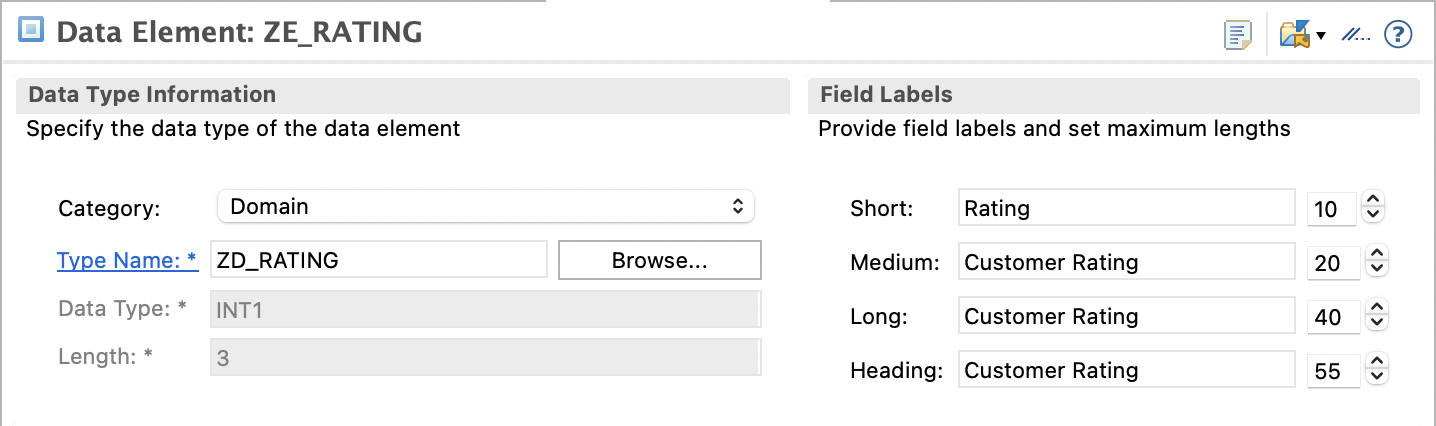 Data Element: ZE_RATING
Data Type Information
Specify the data type of the data element
Category: Domain
Type Name: * ZD_RATING Browse...
Data Type: * INT1
Length: * 3
Field Labels
Provide field labels and set maximum lengths
Short: Rating 10
Medium: Customer Rating 20
Long: Customer Rating 40
Heading: Customer Rating 55